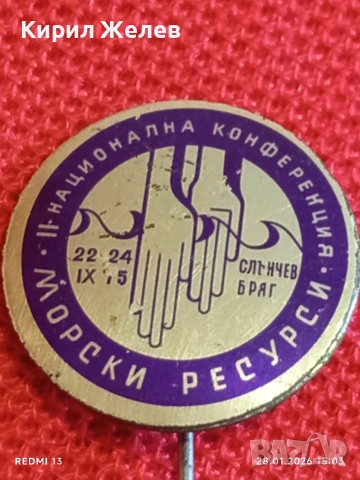 Кирил Желев
· II · НАЦИОНАЛНА КОНФЕРЕНЦИЯ ·
МОРСКИ РЕСУРСИ
22 24
IX 75
СЛЪНЧЕВ
БРЯГ
REDMI 13
28.01.2026 15:03
BAZAR